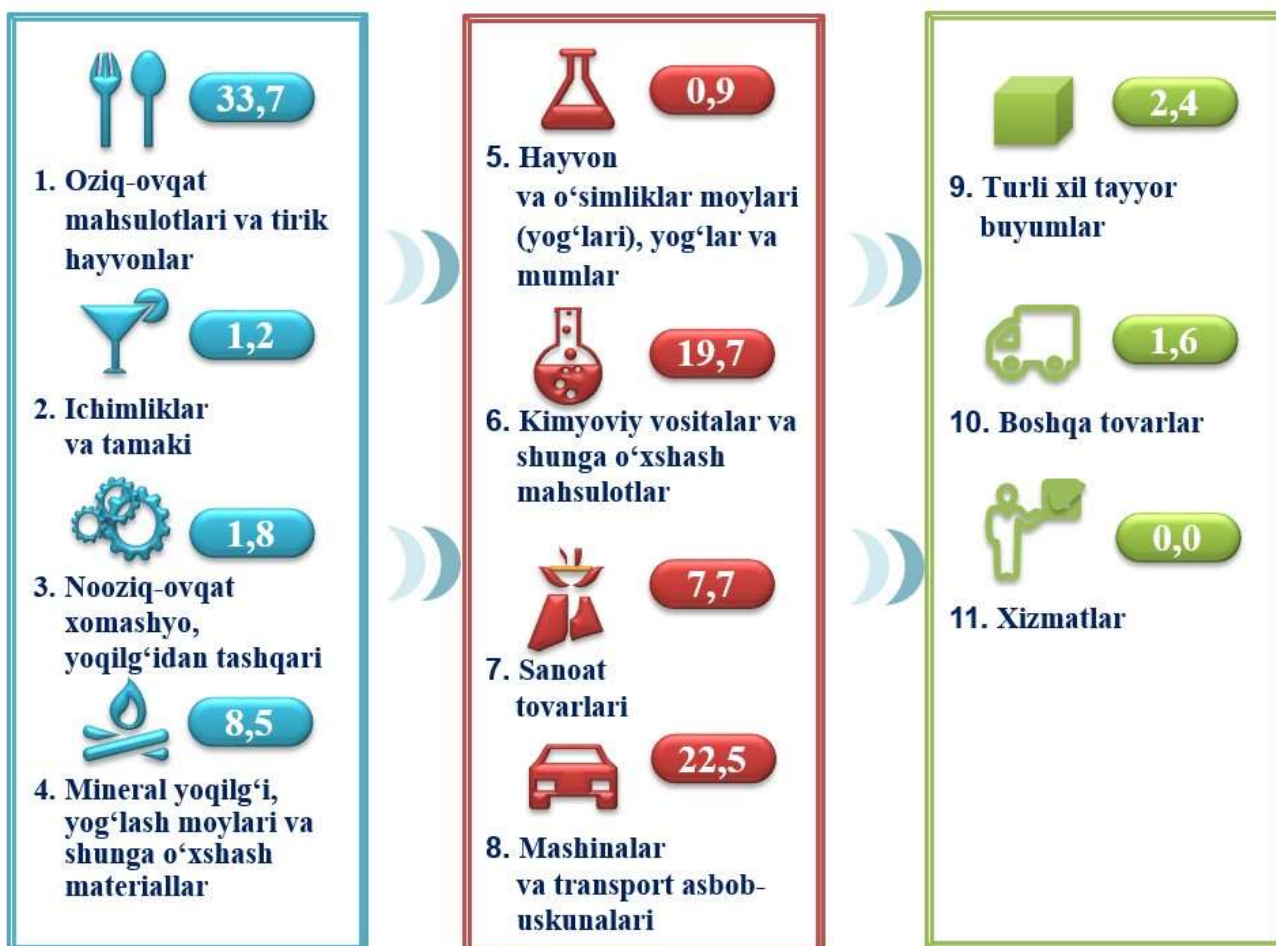 33,7
1. Oziq-ovqat
mahsulotlari va tirik
hayvonlar
1,2
2. Ichimliklar
va tamaki
1,8
3. Nooziq-ovqat
xomashyo,
yoqilg‘idan tashqari
8,5
4. Mineral yoqilg‘i,
yog‘lash moylari va
shunga o‘xshash
materiallar
0,9
5. Hayvon
va o‘simliklar moylari
(yog‘lari), yog‘lar va
mumlar
19,7
6. Kimyoviy vositalar va
shunga o‘xshash
mahsulotlar
7,7
7. Sanoat
tovarlari
22,5
8. Mashinalar
va transport asbob-
uskunalari
2,4
9. Turli xil tayyor
buyumlar
1,6
10. Boshqa tovarlar
0,0
11. Xizmatlar